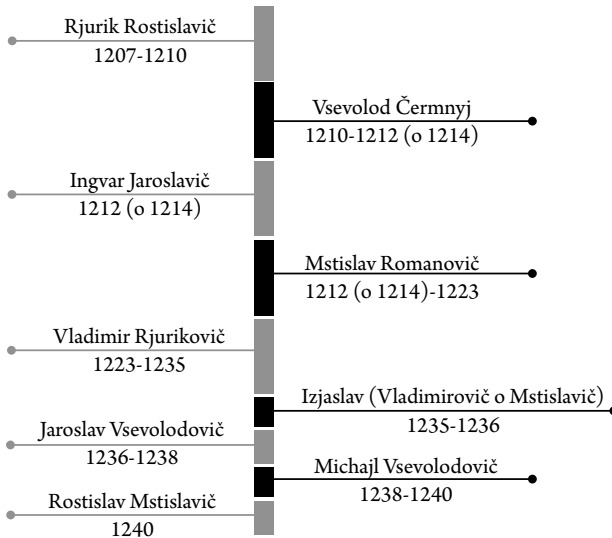 Rjurik Rostislavič
1207-1210
Vsevolod Čermnyj
1210-1212 (o 1214)
Ingvar Jaroslavič
1212 (o 1214)
Mstislav Romanovič
1212 (o 1214)-1223
Vladimir Rjurikovič
1223-1235
Izjaslav (Vladimirovič o Mstislavič)
1235-1236
Jaroslav Vsevolodovič
1236-1238
Michajl Vsevolodovič
1238-1240
Rostislav Mstislavič
1240